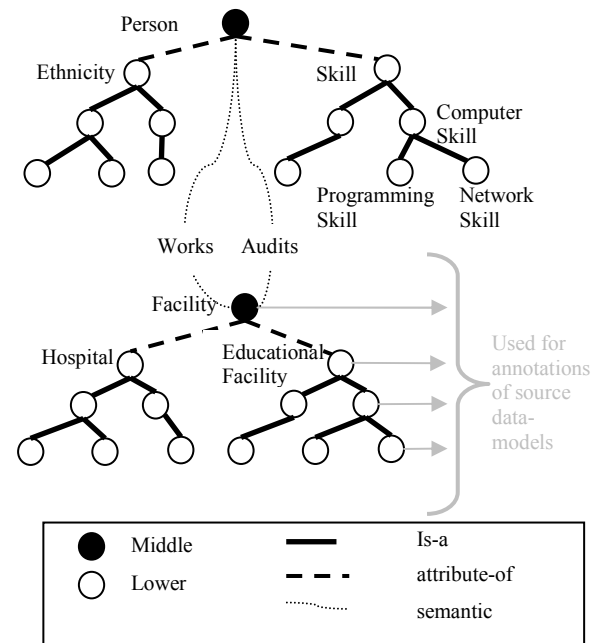 Person
Ethnicity
Skill
Computer
Skill
Programming
Skill
Network
Skill
Works
Audits
Facility
Hospital
Educational
Facility
Used for
annotations
of source
data-
models
Middle
Is-a
Lower
attribute-of
semantic